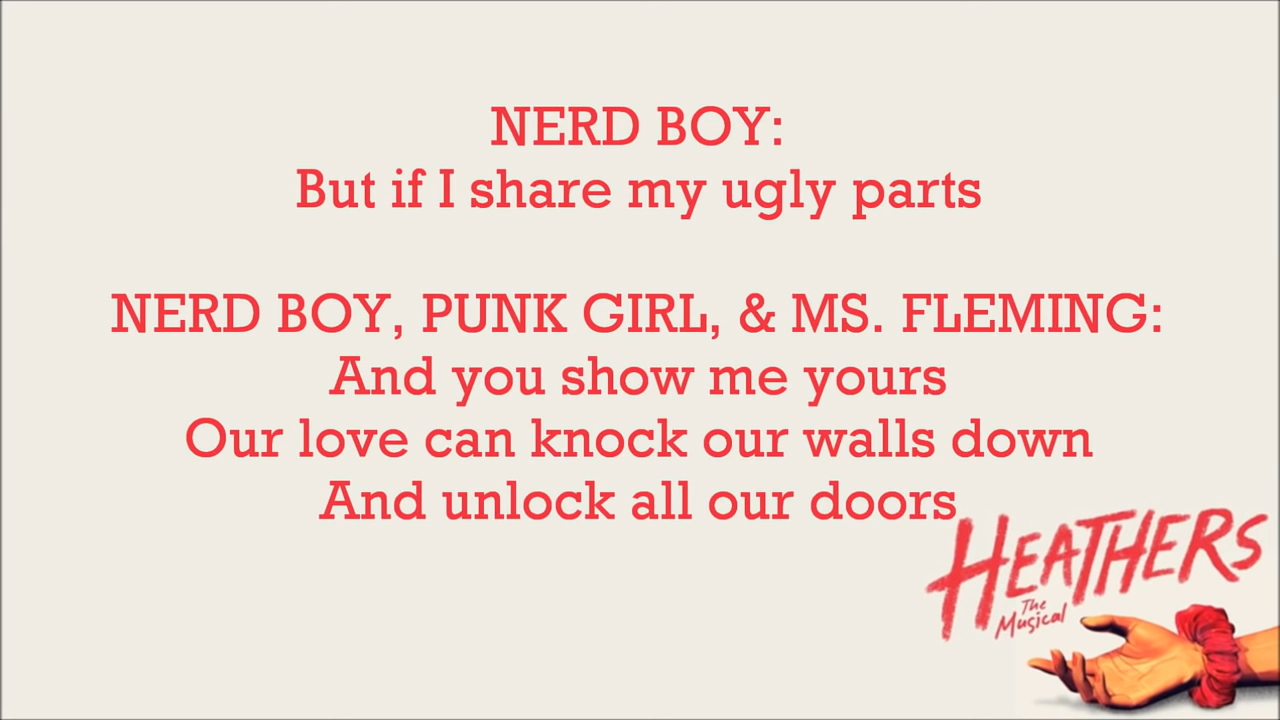 NERD BOY:
But if I share my ugly parts
NERD BOY, PUNK GIRL, & MS. FLEMING:
And you show me yours
Our love can knock our walls down
And unlock all our doors
HEATHERS
The
Musical